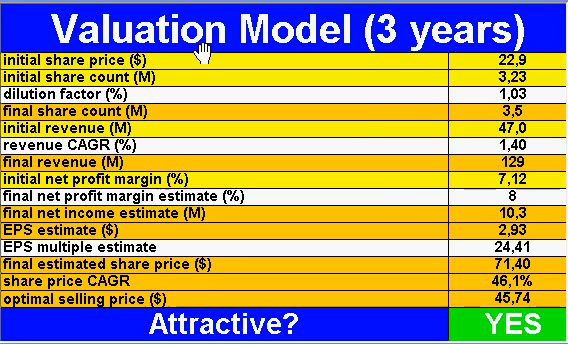 Valuation Model (3 years)
initial share price ($) 22,9
initial share count (M) 3,23
dilution factor (%) 1,03
final share count (M) 3,5
initial revenue (M) 47,0
revenue CAGR (%) 1,40
final revenue (M) 129
initial net profit margin (%) 7,12
final net profit margin estimate (%) 8
final net income estimate (M) 10,3
EPS estimate ($) 2,93
EPS multiple estimate 24,41
final estimated share price ($) 71,40
share price CAGR 46,1%
optimal selling price ($) 45,74
Attractive? YES